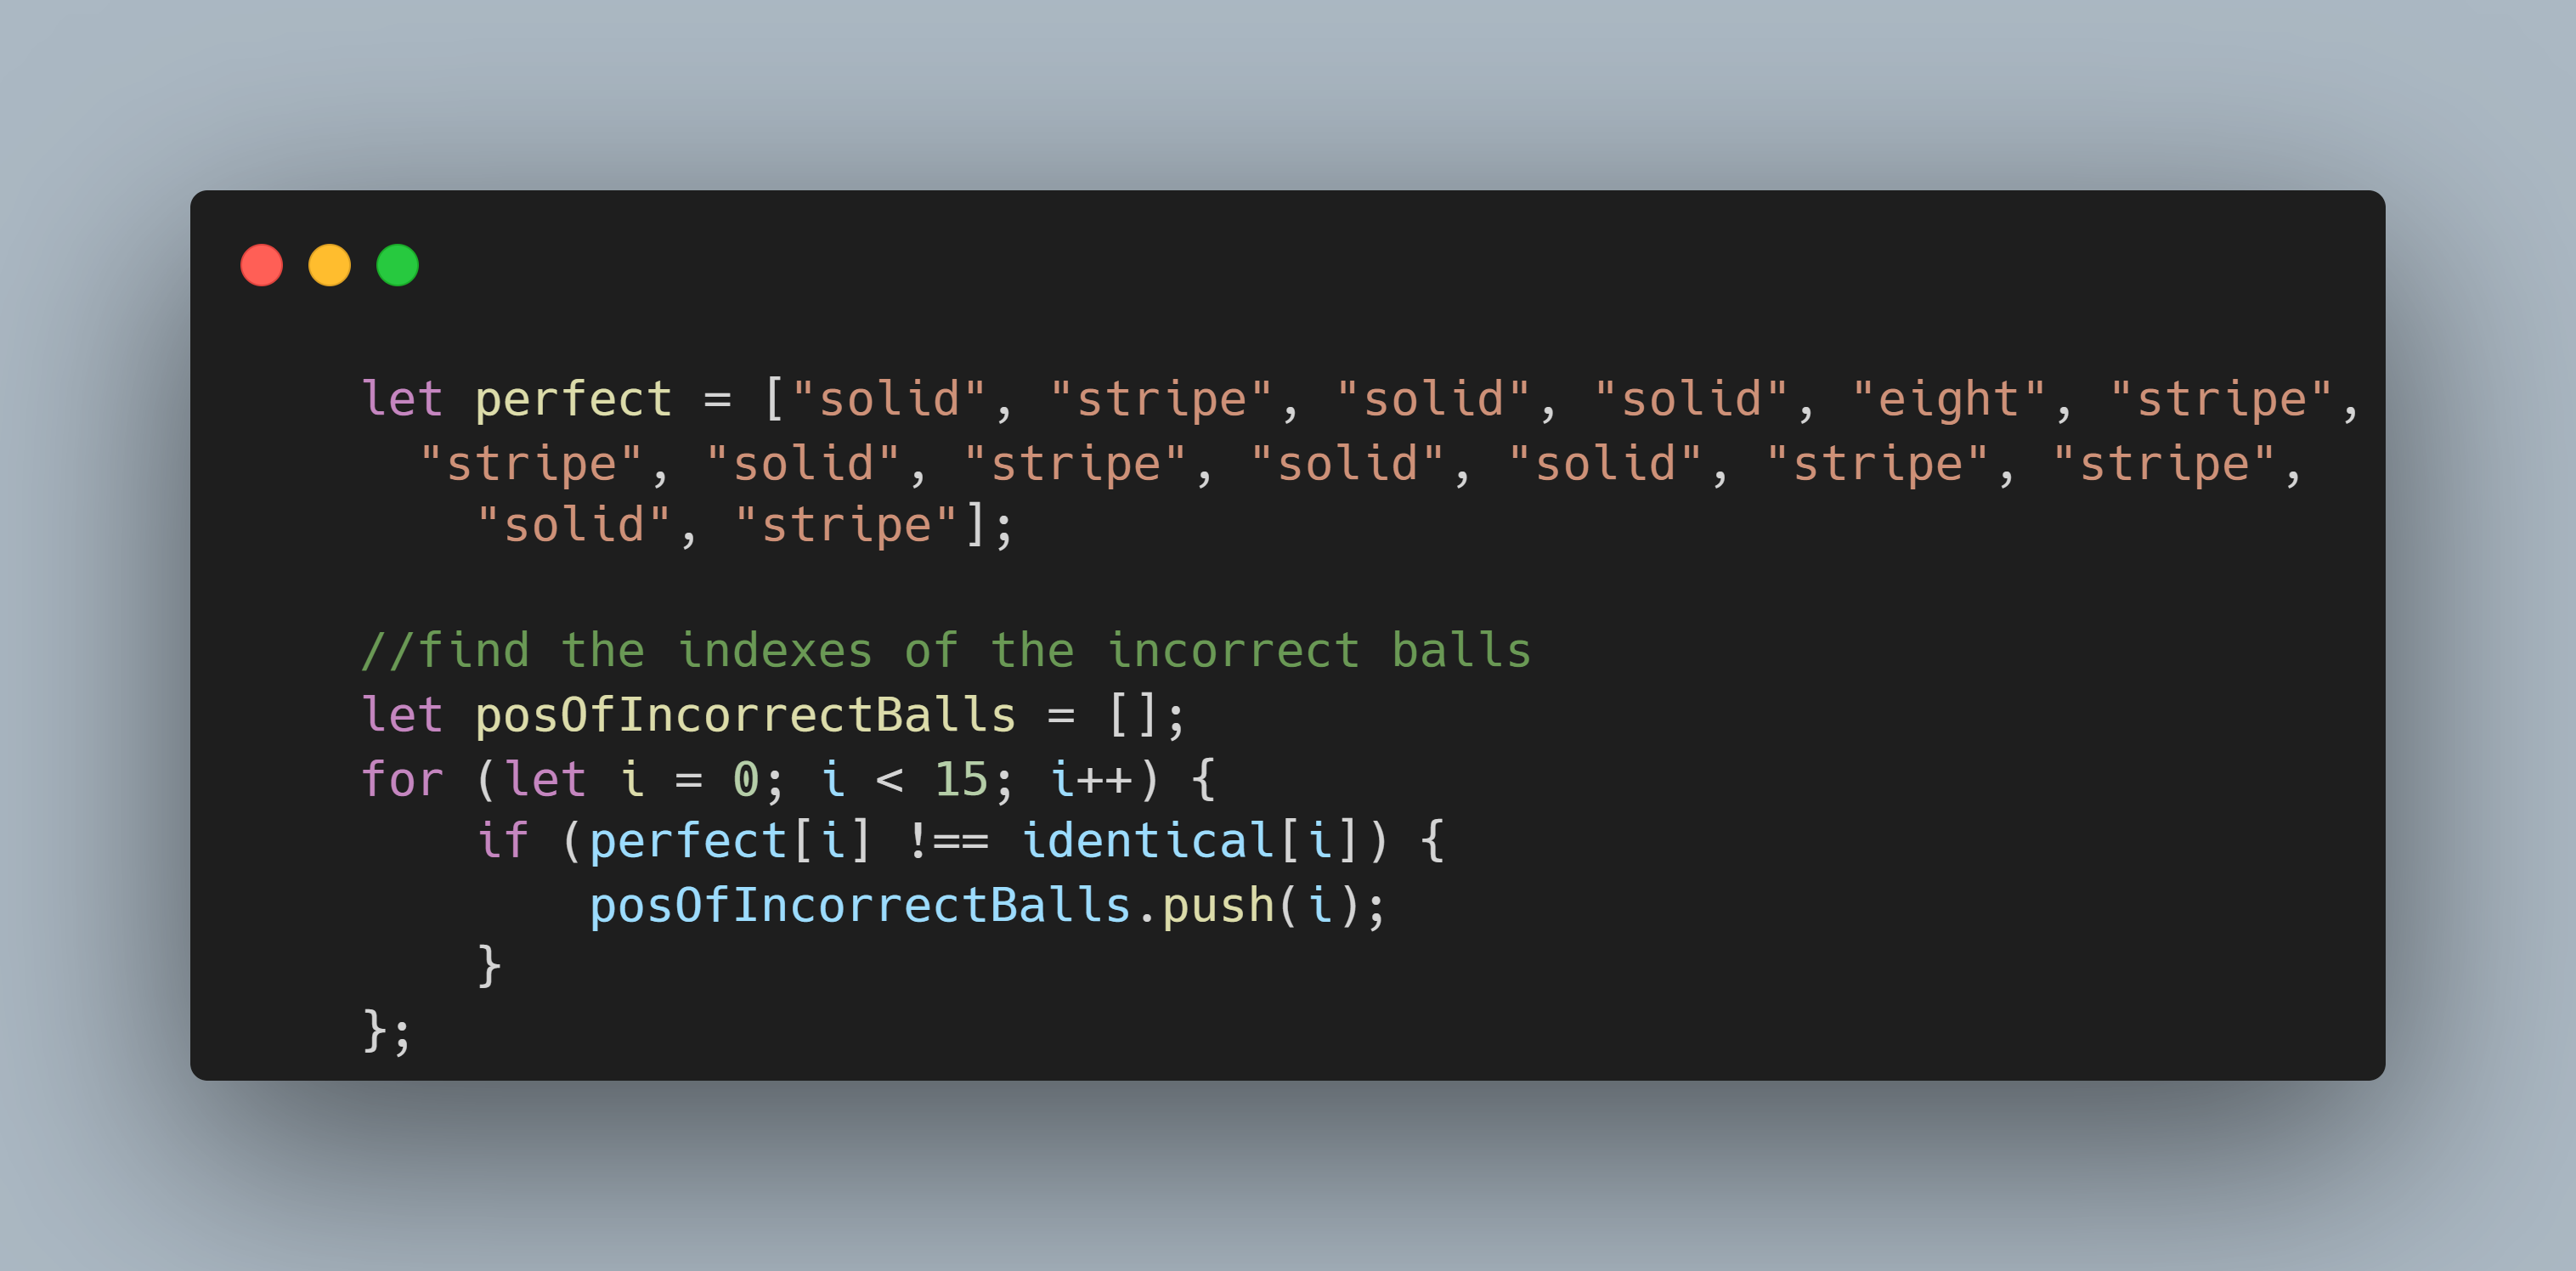 let perfect = ["solid", "stripe", "solid", "solid", "eight", "stripe",
"stripe", "solid", "stripe", "solid", "solid", "stripe", "stripe",
"solid", "stripe"];
//find the indexes of the incorrect balls
let posOfIncorrectBalls = [];
for (let i = 0; i < 15; i++) {
if (perfect[i] !== identical[i]) {
posOfIncorrectBalls.push(i);
}
};